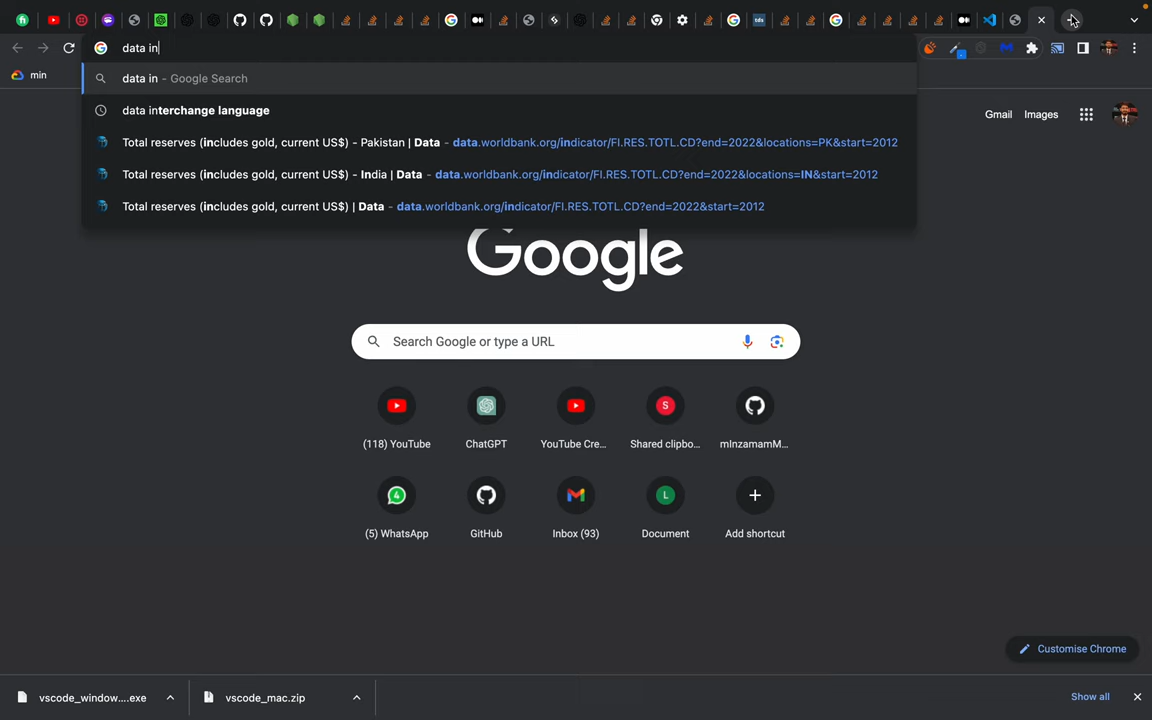 tds
data in
min
data in - Google Search
data interchange language
Total reserves (includes gold, current US$) - Pakistan | Data - data.worldbank.org/indicator/FI.RES.TOTL.CD?end=2022&locations=PK&start=2012
Total reserves (includes gold, current US$) - India | Data - data.worldbank.org/indicator/FI.RES.TOTL.CD?end=2022&locations=IN&start=2012
Total reserves (includes gold, current US$) | Data - data.worldbank.org/indicator/FI.RES.TOTL.CD?end=2022&start=2012
Gmail Images
Google
Search Google or type a URL
S
(118) YouTube ChatGPT YouTube Cre... Shared clipbo... mInzamamM...
4 L
(5) WhatsApp GitHub Inbox (93) Document Add shortcut
Customise Chrome
vscode_window....exe vscode_mac.zip Show all